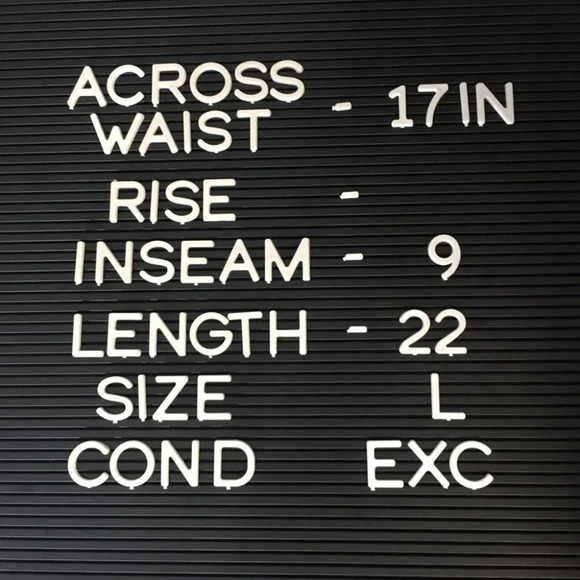 ACROSS
WAIST - 17IN
RISE -
INSEAM - 9
LENGTH - 22
SIZE L
COND EXC